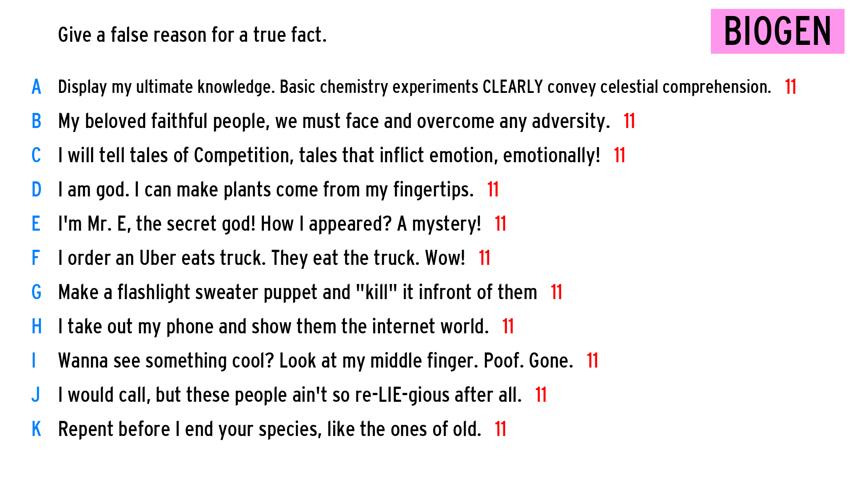 Give a false reason for a true fact.
BIOGEN
A Display my ultimate knowledge. Basic chemistry experiments CLEARLY convey celestial comprehension. 11
B My beloved faithful people, we must face and overcome any adversity. 11
C I will tell tales of Competition, tales that inflict emotion, emotionally! 11
D I am god. I can make plants come from my fingertips. 11
E I'm Mr. E, the secret god! How I appeared? A mystery! 11
F I order an Uber eats truck. They eat the truck. Wow! 11
G Make a flashlight sweater puppet and "kill" it infront of them 11
H I take out my phone and show them the internet world. 11
I Wanna see something cool? Look at my middle finger. Poof. Gone. 11
J I would call, but these people ain't so re-LIE-gious after all. 11
K Repent before I end your species, like the ones of old. 11